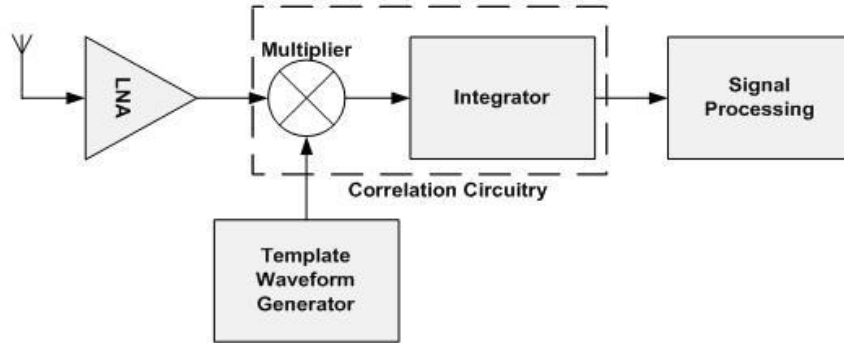 Multiplier
LNA
Integrator
Signal
Processing
Correlation Circuitry
Template
Waveform
Generator